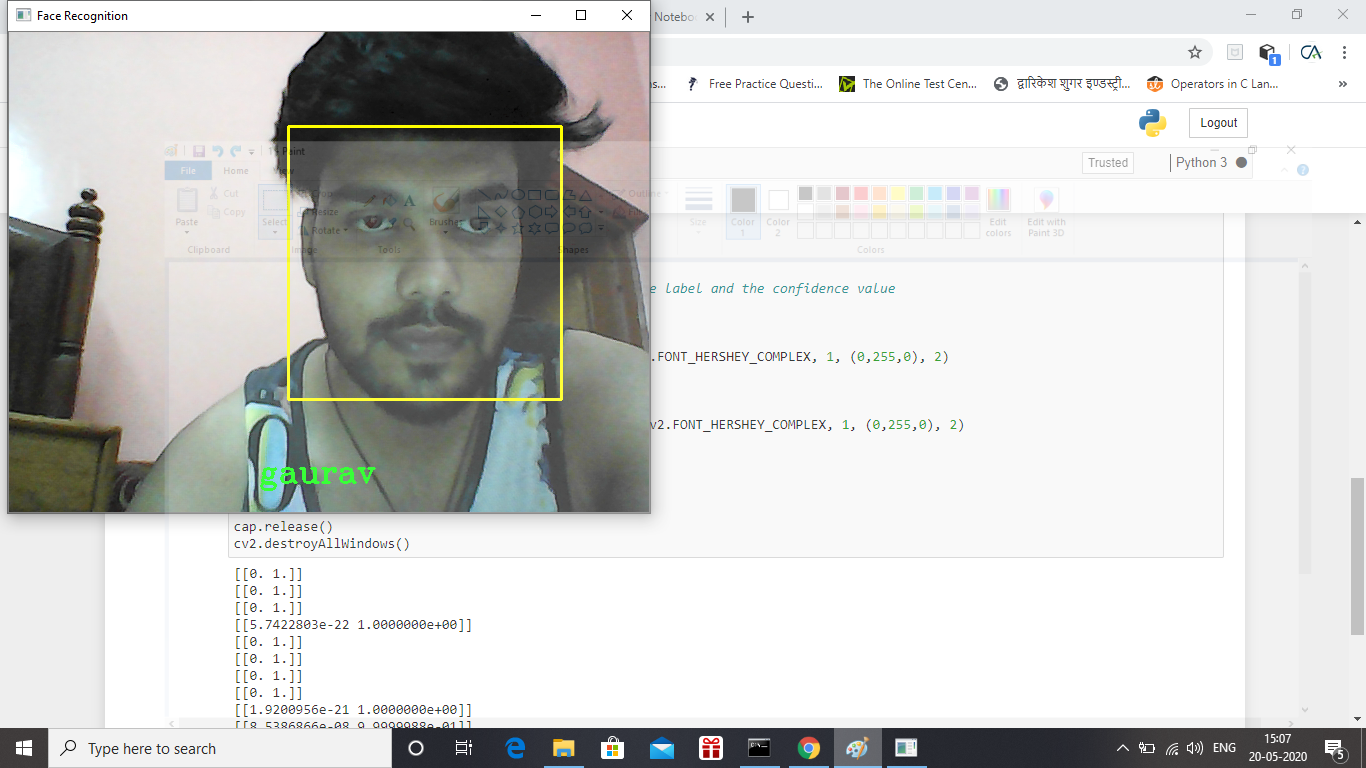 Face Recognition
Notebo
ns...
Free Practice Questi...
The Online Test Cen...
द्वारिकेश शुगर इण्डस्ट्री...
Operators in C Lan...
»
CA
1
Logout
Trusted
Python 3
Paint
File
Home
View
Paste
Cut
Copy
Clipboard
Select
Crop
Resize
Rotate
Image
A
Tools
Brushes
Outline
Fill
Shapes
Size
Color 1
Color 2
Edit colors
Colors
Edit with Paint 3D
e label and the confidence value
.FONT_HERSHEY_COMPLEX, 1, (0,255,0), 2)
v2.FONT_HERSHEY_COMPLEX, 1, (0,255,0), 2)
gaurav
cap.release()
cv2.destroyAllWindows()
[[0. 1.]]
[[0. 1.]]
[[0. 1.]]
[[5.7422803e-22 1.0000000e+00]]
[[0. 1.]]
[[0. 1.]]
[[0. 1.]]
[[0. 1.]]
[[1.9200956e-21 1.0000000e+00]]
[[8.5386866e-08 9.9999988e-01]]
Type here to search
ENG
15:07
20-05-2020
5